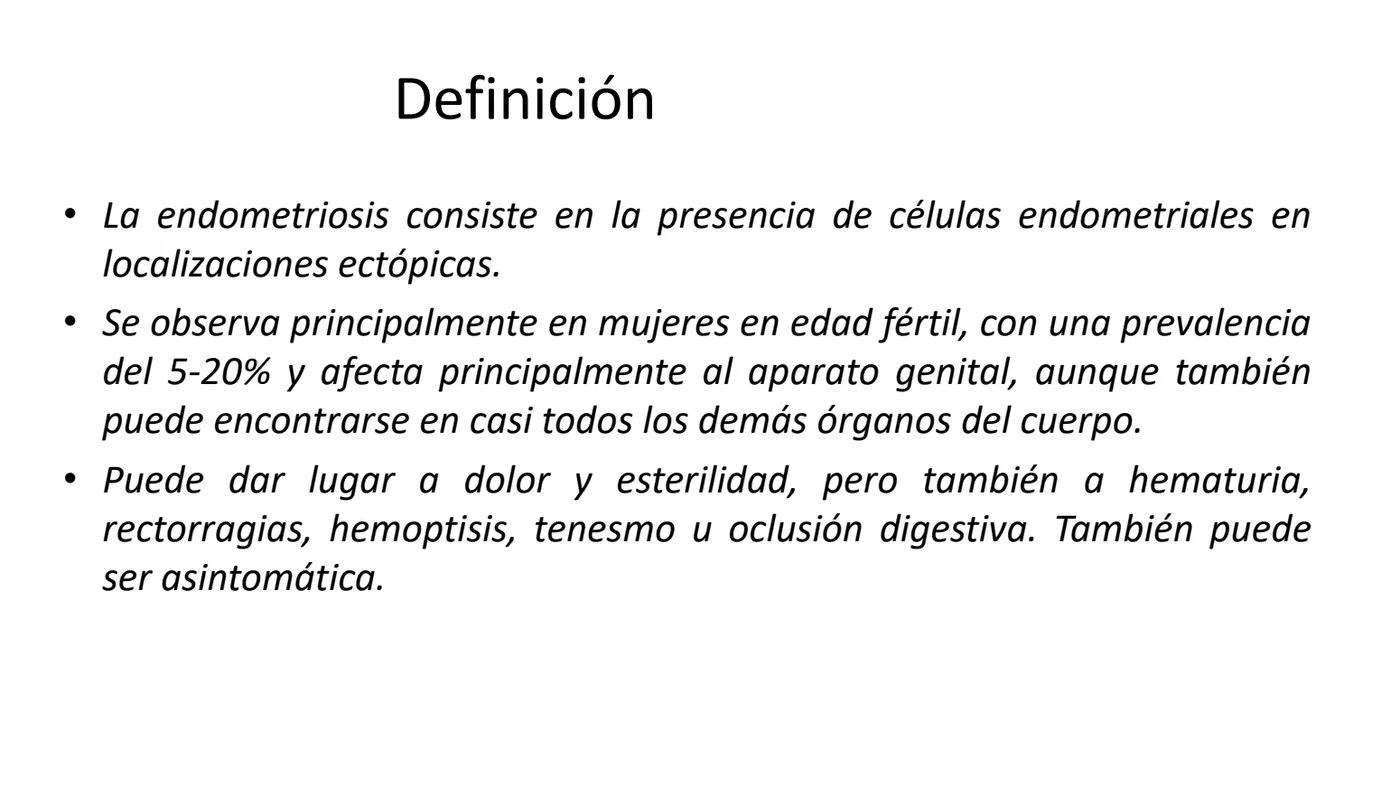 Definición
• La endometriosis consiste en la presencia de células endometriales en
localizaciones ectópicas.
• Se observa principalmente en mujeres en edad fértil, con una prevalencia
del 5-20% y afecta principalmente al aparato genital, aunque también
puede encontrarse en casi todos los demás órganos del cuerpo.
• Puede dar lugar a dolor y esterilidad, pero también a hematuria,
rectorragias, hemoptisis, tenesmo u oclusión digestiva. También puede
ser asintomática.